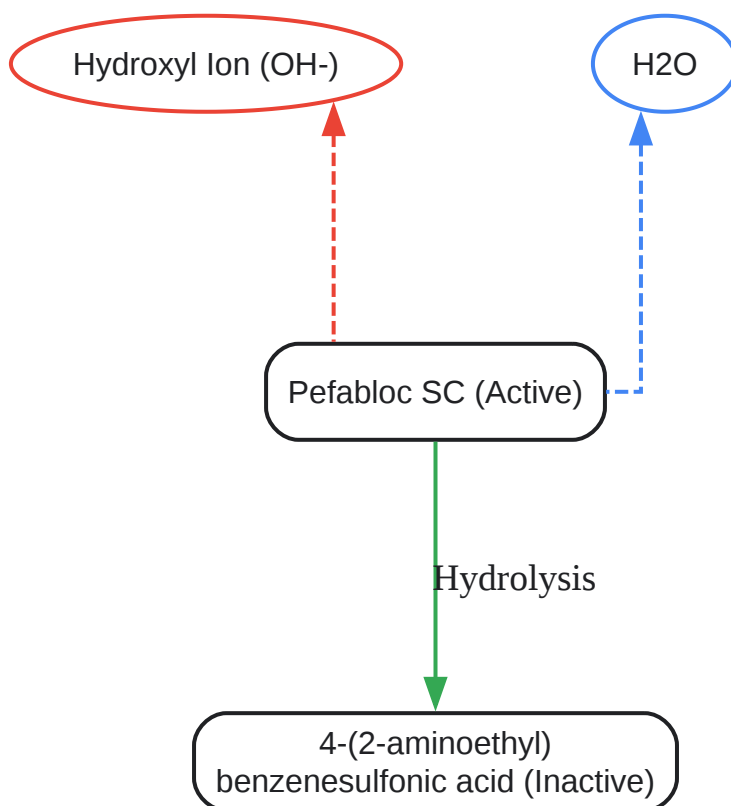 Hydroxyl Ion (OH-)
H2O
Pefabloc SC (Active)
Hydrolysis
4-(2-aminoethyl)
benzenesulfonic acid (Inactive)